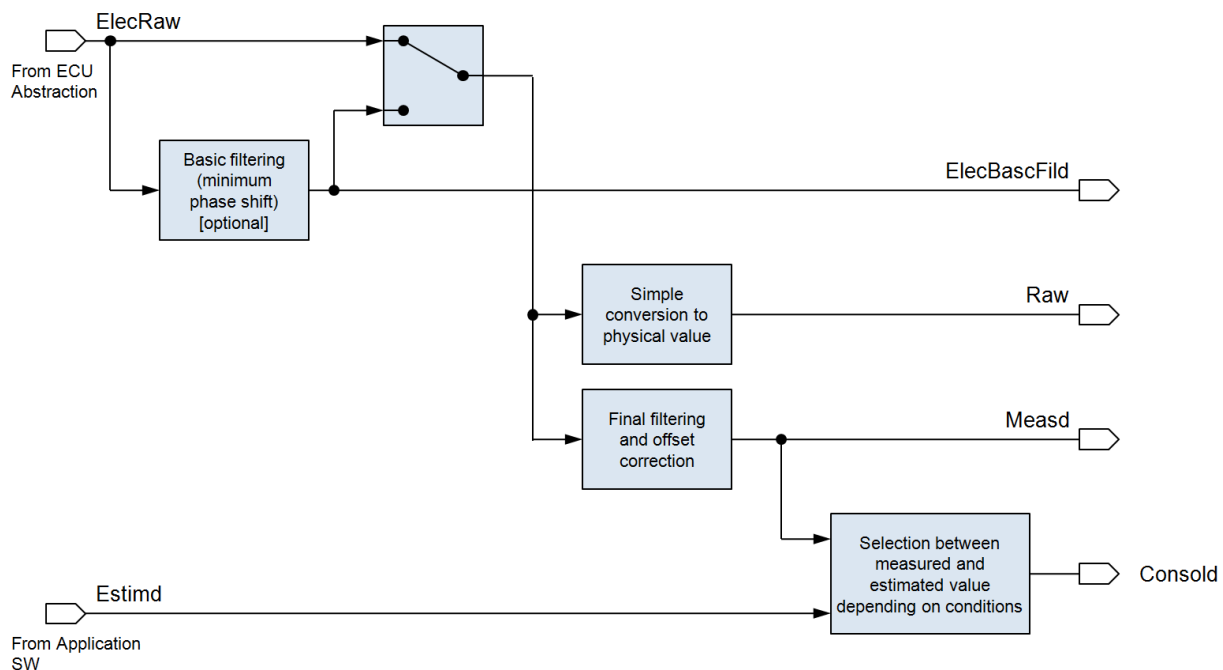 ElecRaw
From ECU
Abstraction
Basic filtering
(minimum
phase shift)
[optional]
ElecBascFild
Simple
conversion to
physical value
Raw
Final filtering
and offset
correction
Measd
Selection between
measured and
estimated value
depending on conditions
Consold
Estimd
From Application
SW